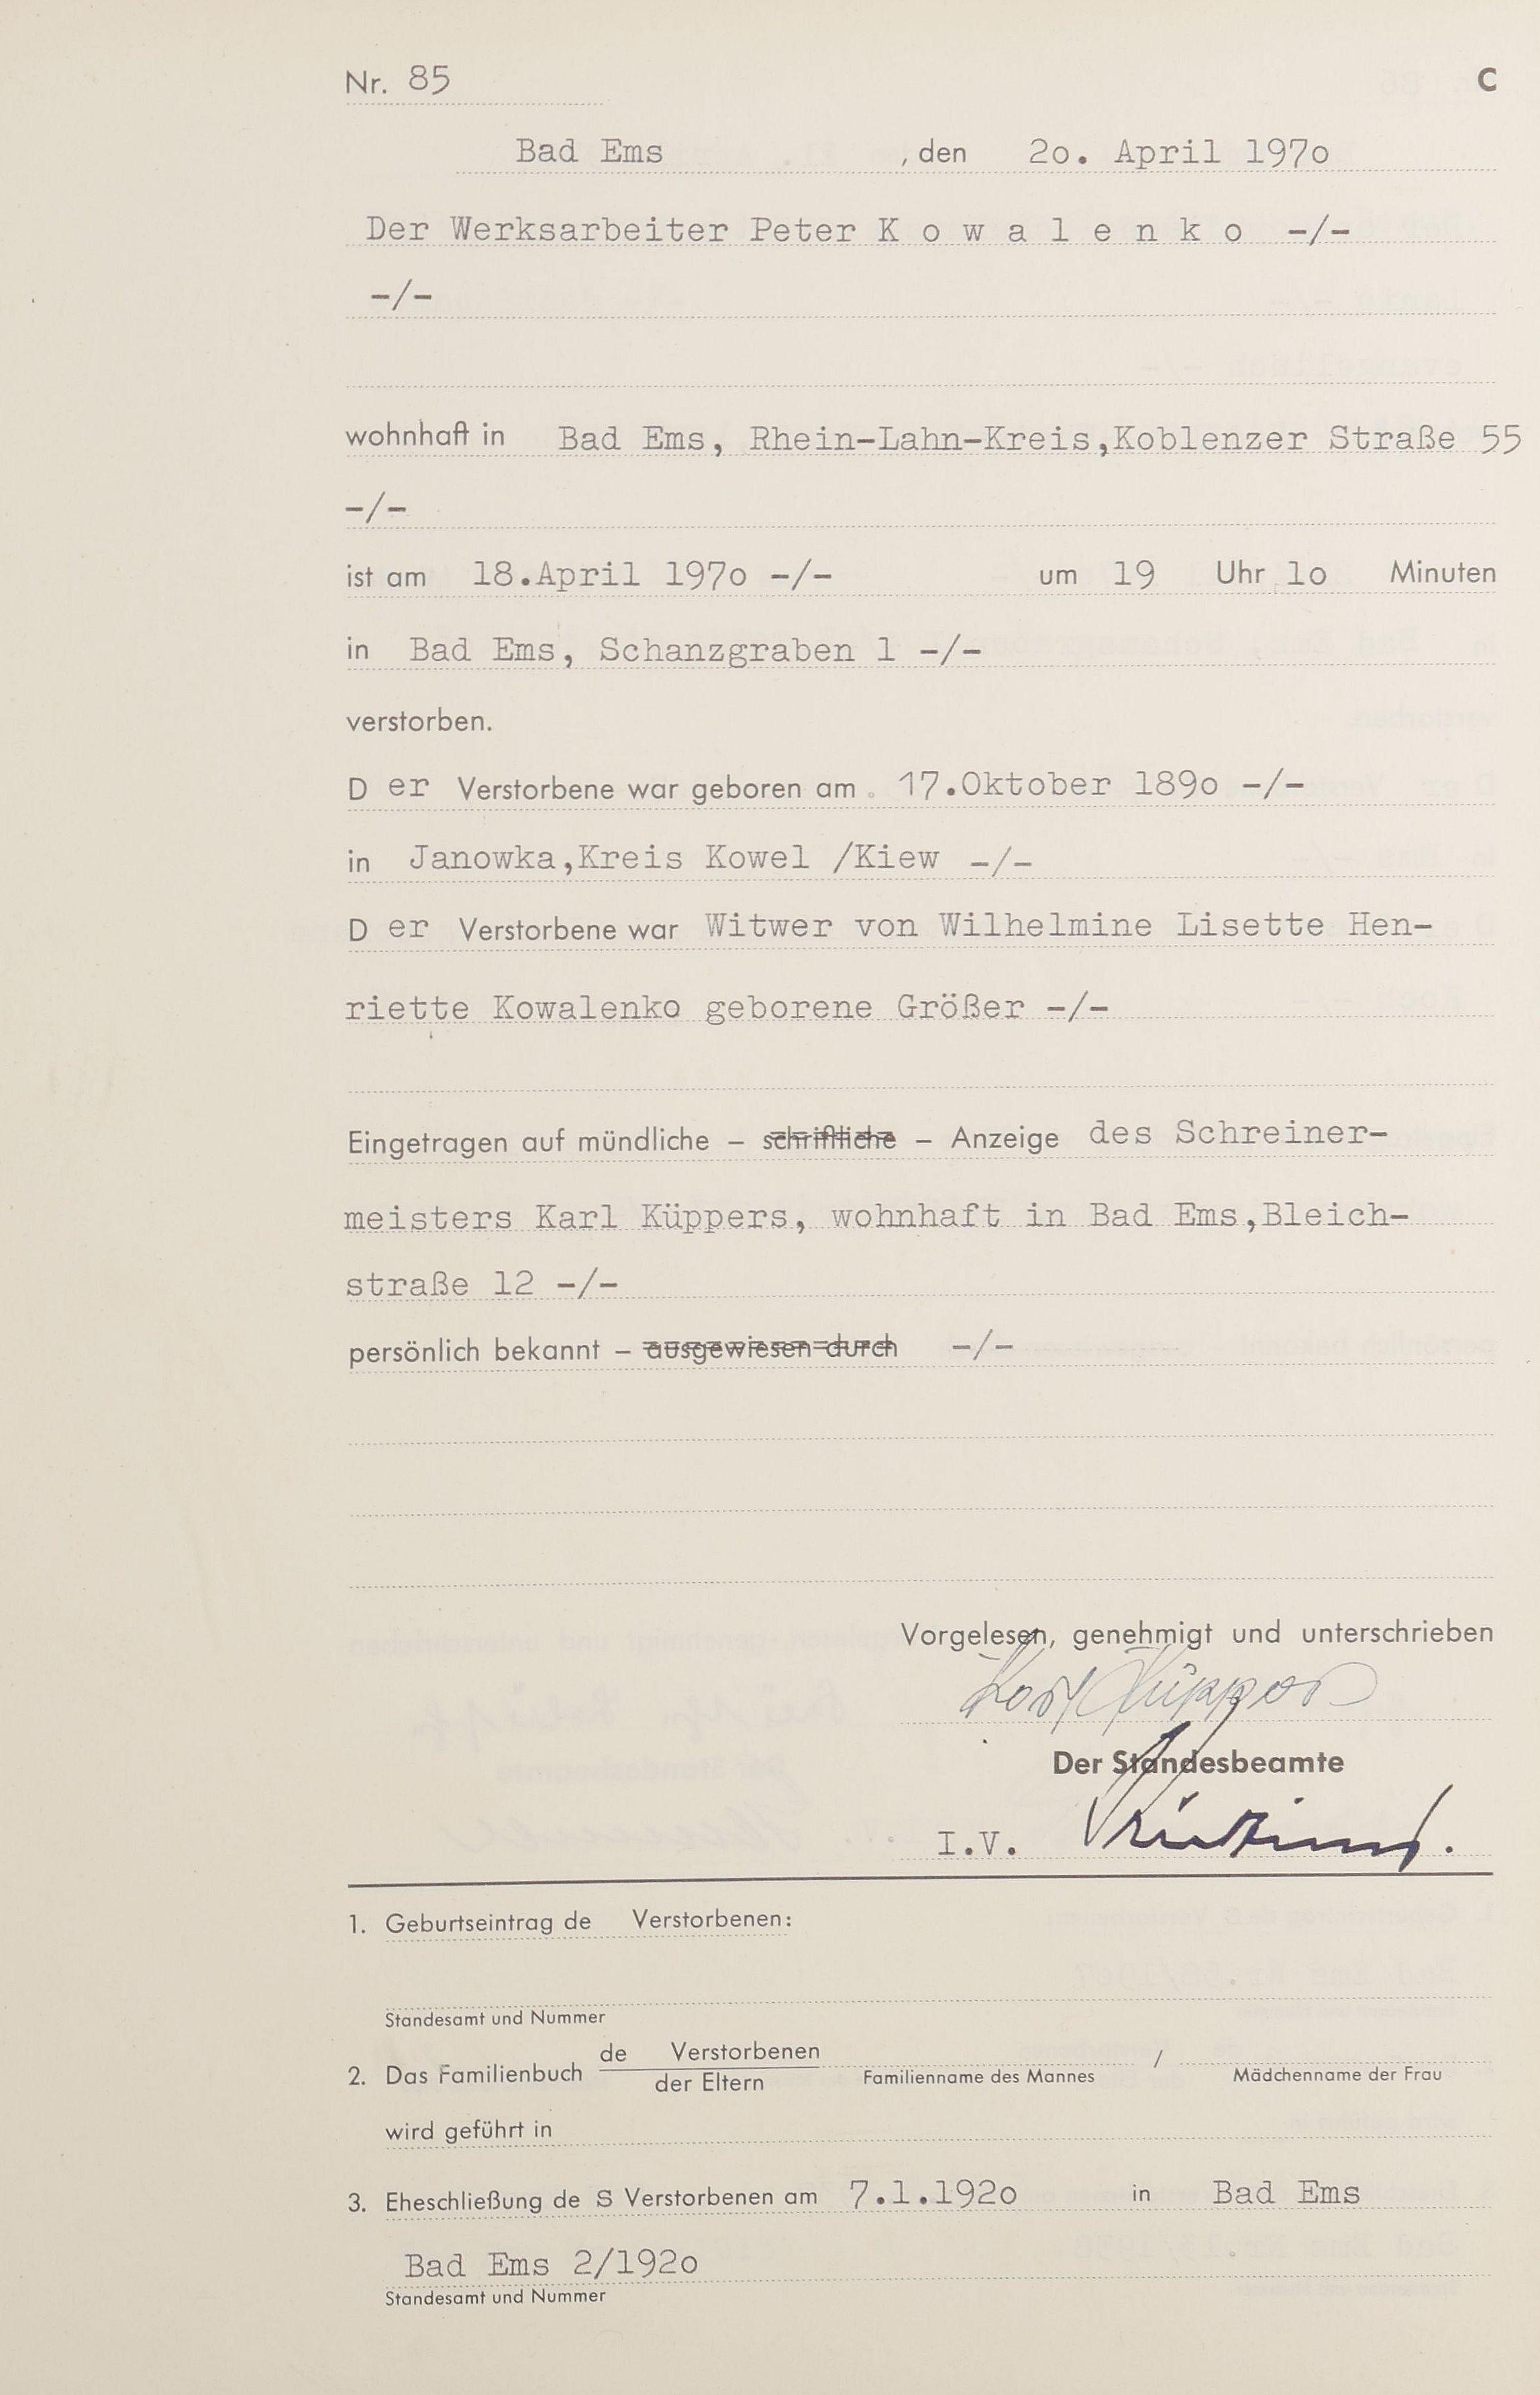 Nr. 85 C
Bad Ems , den 2o. April 197o
Der Werksarbeiter Peter K o w a l e n k o -/-
-/-
wohnhaft in Bad Ems, Rhein-Lahn-Kreis,Koblenzer Straße 55
-/-
ist am 18.April 197o -/- um 19 Uhr lo Minuten
in Bad Ems, Schanzgraben 1 -/-
verstorben.
D er Verstorbene war geboren am 17.Oktober 189o -/-
in Janowka,Kreis Kowel /Kiew -/-
D er Verstorbene war Witwer von Wilhelmine Lisette Hen-
riette Kowalenko geborene Größer -/-
Eingetragen auf mündliche – schriftliche – Anzeige des Schreiner-
meisters Karl Küppers, wohnhaft in Bad Ems,Bleich-
straße 12 -/-
persönlich bekannt – ausgewiesen durch -/-
Vorgelesen, genehmigt und unterschrieben
Karl Küppers
Der Standesbeamte
I.V.
1. Geburtseintrag de Verstorbenen:
Standesamt und Nummer
2. Das Familienbuch de Verstorbenen / 
der Eltern Familienname des Mannes Mädchenname der Frau
wird geführt in
3. Eheschließung de S Verstorbenen am 7.1.192o in Bad Ems
Bad Ems 2/192o
Standesamt und Nummer